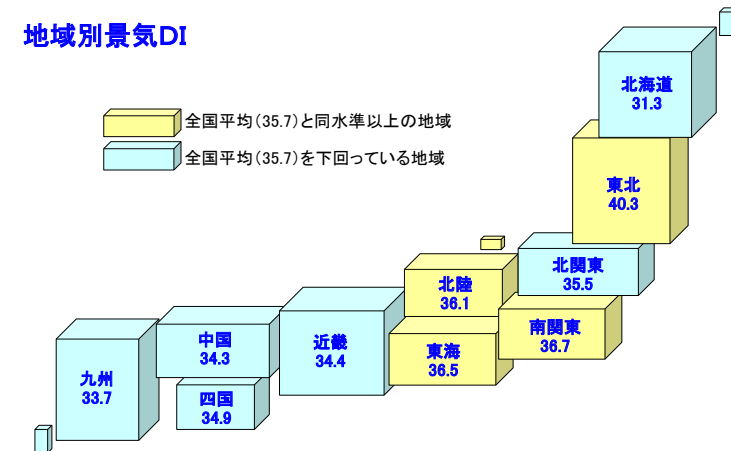 地域別景気DI
全国平均(35.7)と同水準以上の地域
全国平均(35.7)を下回っている地域
北海道
31.3
東北
40.3
北関東
35.5
北陸
36.1
南関東
36.7
東海
36.5
近畿
34.4
中国
34.3
四国
34.9
九州
33.7